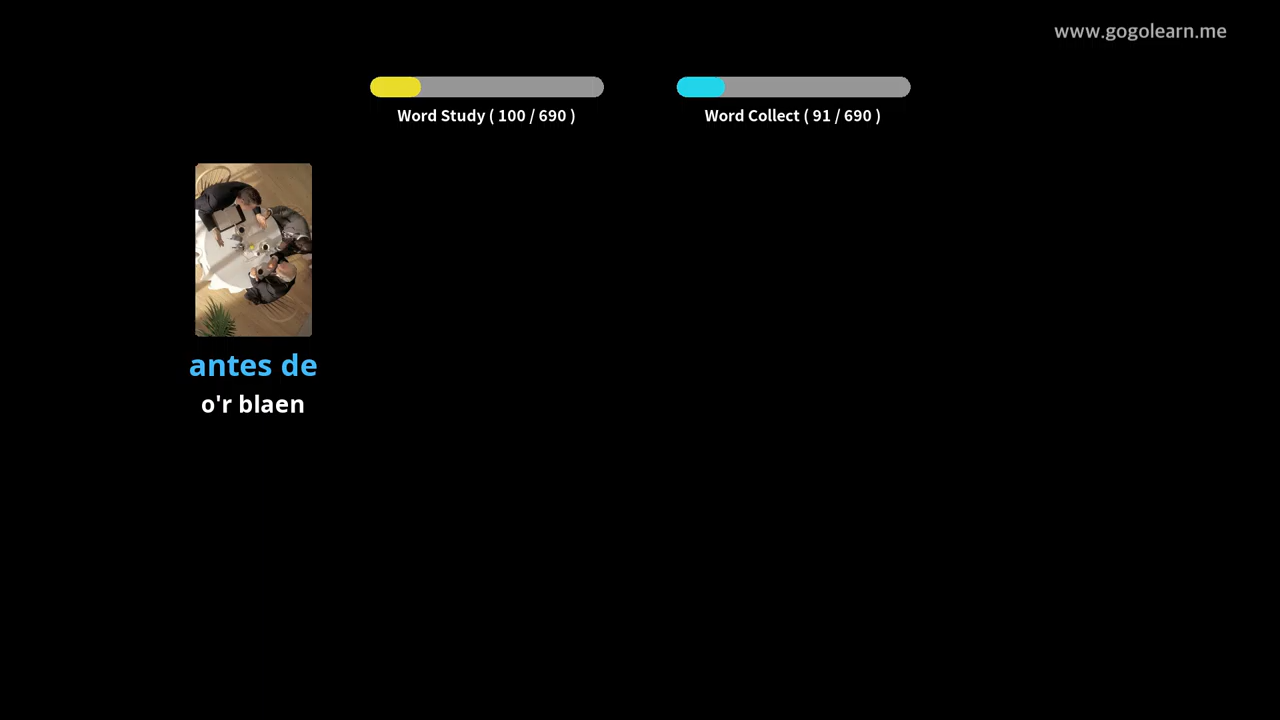 www.gogolearn.me
Word Study ( 100 / 690 )
Word Collect ( 91 / 690 )
antes de
o'r blaen